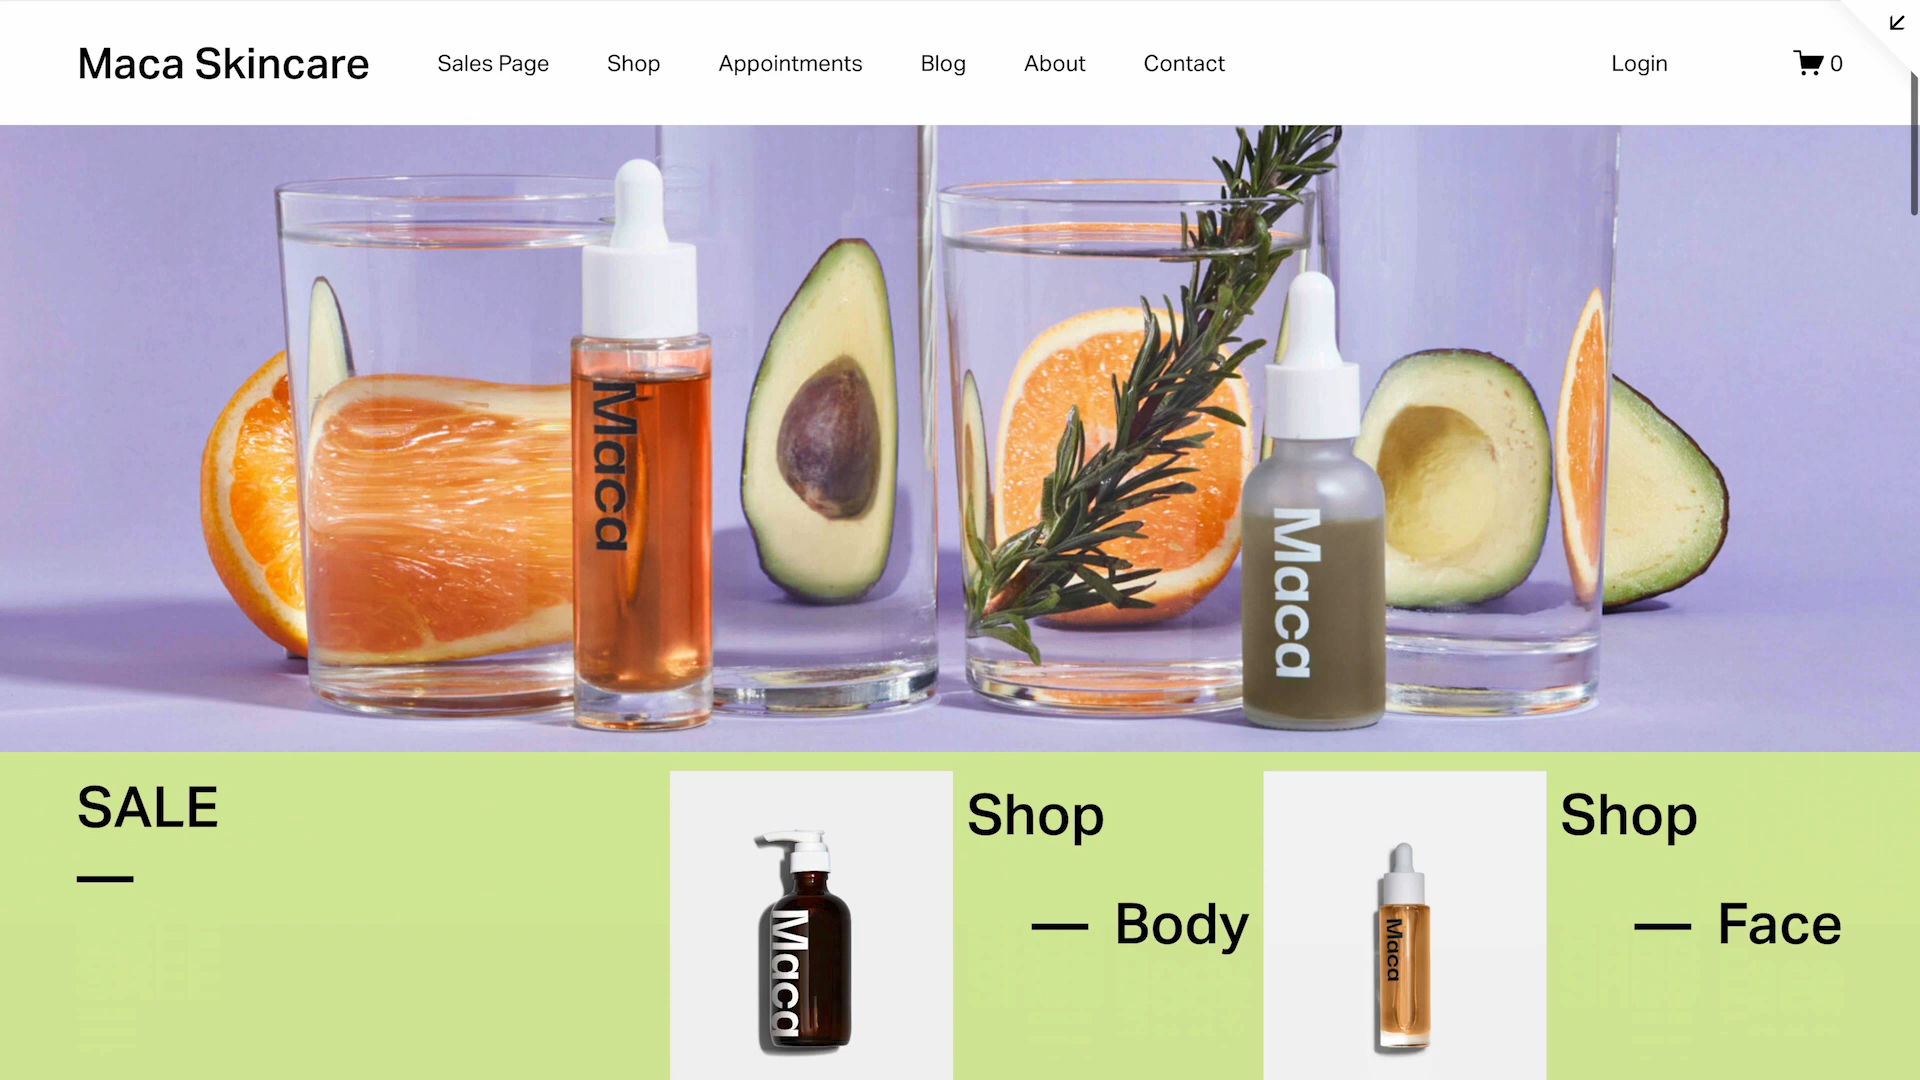 Maca Skincare
Sales Page
Shop
Appointments
Blog
About
Contact
Login
0
Maca
Maca
SALE
—
Maca
Shop
— Body
Maca
Shop
— Face